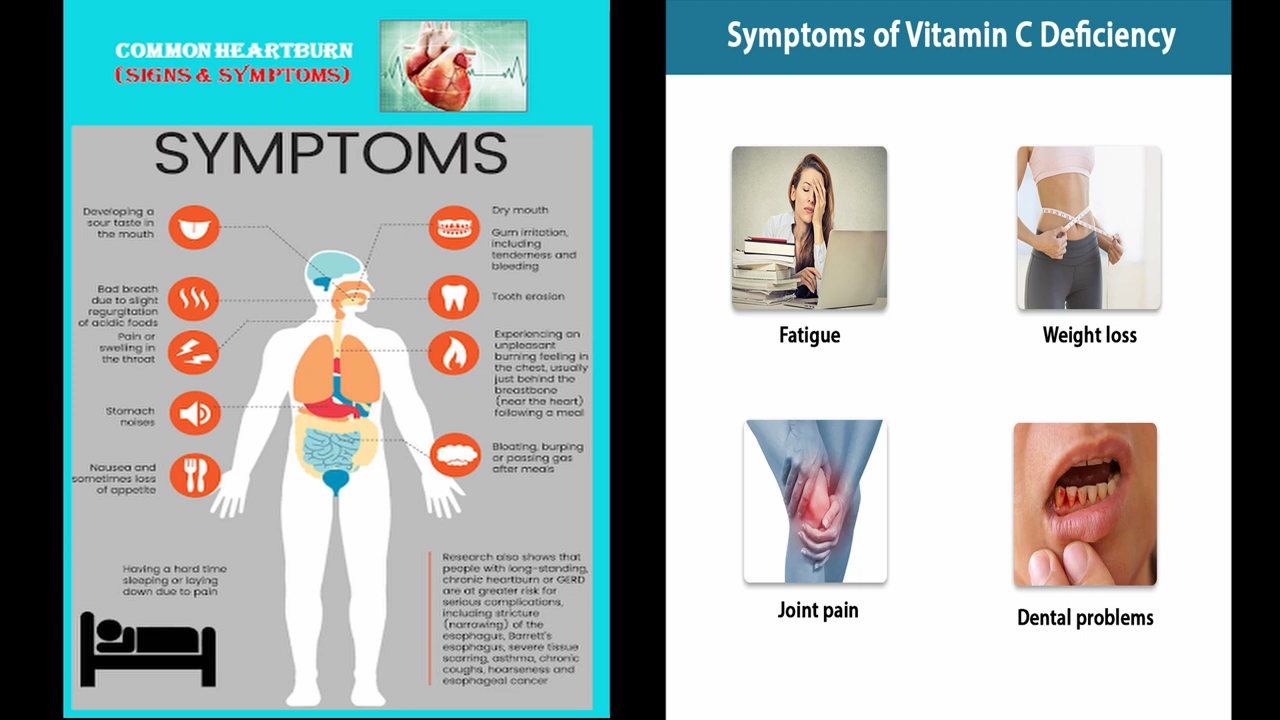 COMMON HEARTBURN
(SIGNS & SYMPTOMS)
SYMPTOMS
Developing a
sour taste in
the mouth
Bad breath
due to slight
regurgitation
of acidic foods
Pain or
swelling in
the throat
Stomach
noises
Nausea and
sometimes loss
of appetite
Having a hard time
sleeping or laying
down due to pain
Dry mouth
Gum irritation,
including
tenderness and
bleeding
Tooth erosion
Experiencing an
unpleasant
burning feeling in
the chest, usually
just behind the
breastbone
(near the heart)
following a meal
Bloating, burping
or passing gas
after meals
Research also shows that
people with long-standing,
chronic heartburn or GERD
are at greater risk for
serious complications,
including stricture
(narrowing) of the
esophagus, Barrett's
esophagus, severe tissue
scarring, asthma, chronic
coughs, hoarseness and
esophageal cancer
Symptoms of Vitamin C Deficiency
Fatigue
Weight loss
Joint pain
Dental problems